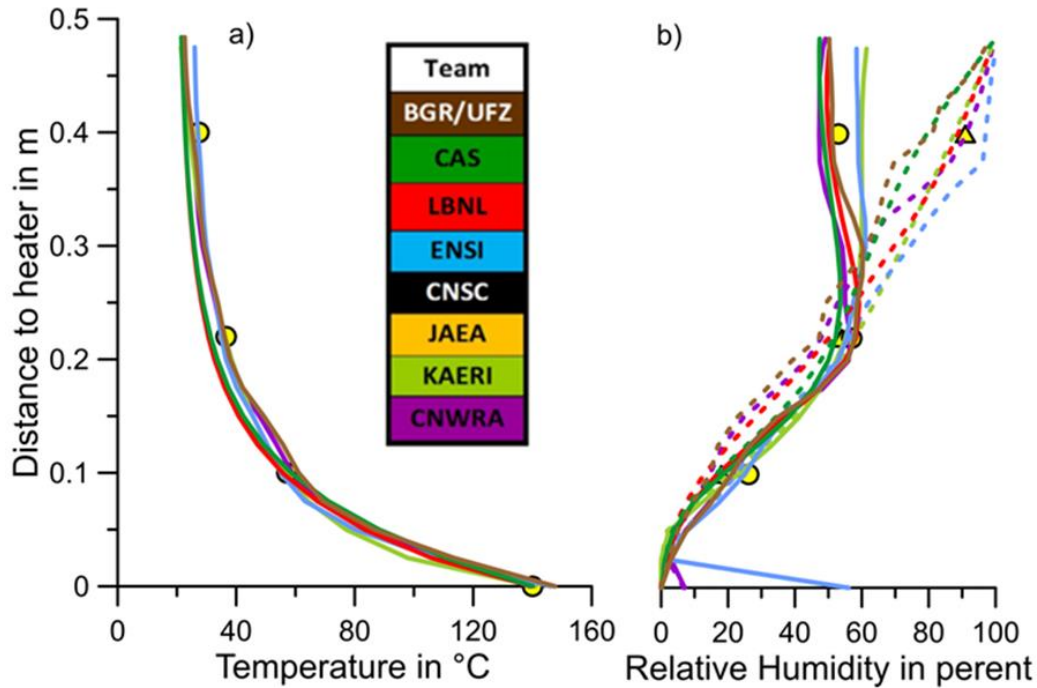 a)
b)
Distance to heater in m
0.5
0.4
0.3
0.2
0.1
0
Team
BGR/UFZ
CAS
LBNL
ENSI
CNSC
JAEA
KAERI
CNWRA
0 40 80 120 160
Temperature in °C
0 20 40 60 80 100
Relative Humidity in perent